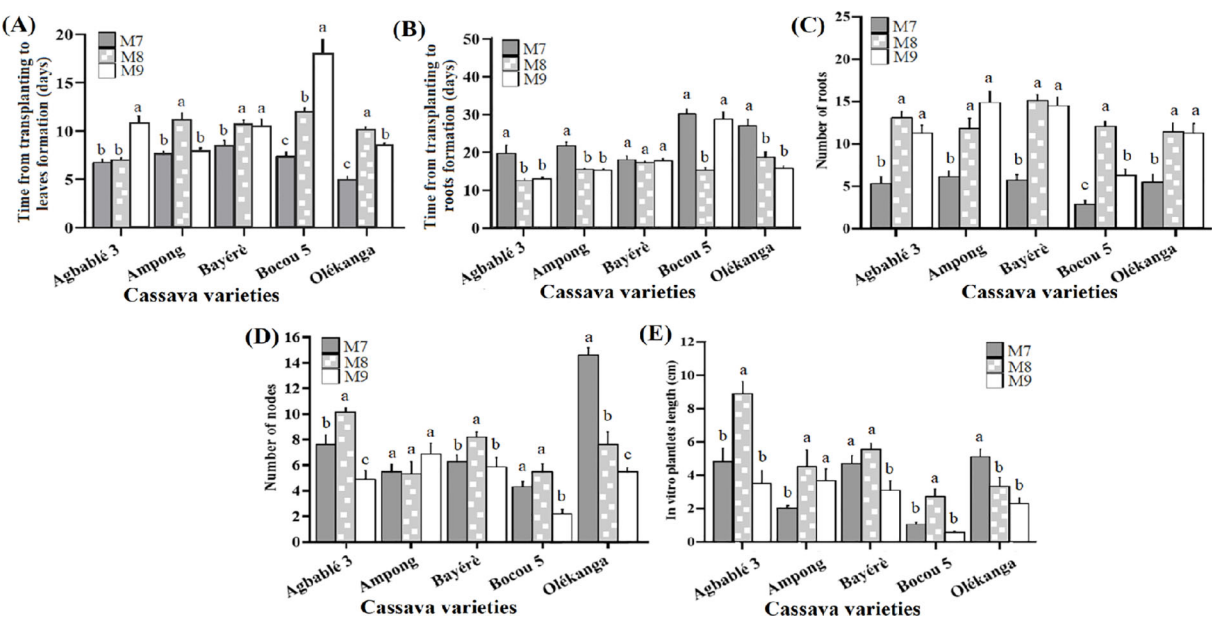 (A)
M7
M8
M9
Time from transplanting to
leaves formation (days)
20
15
10
5
0
b b a
b a b
b a a
c b a
c a b
Agbablé 3 Ampong Bayérè Bocou 5 Olékanga
Cassava varieties
(B)
M7
M8
M9
Time from transplanting to
roots formation (days)
50
40
30
20
10
0
a b b
a b b
a a a
a b a
a b b
Agbablé 3 Ampong Bayérè Bocou 5 Olékanga
Cassava varieties
(C)
M7
M8
M9
Number of roots
25
20
15
10
5
0
b a a
b a a
b a a
c a b
b a a
Agbablé 3 Ampong Bayérè Bocou 5 Olékanga
Cassava varieties
(D)
M7
M8
M9
Number of nodes
16
14
12
10
8
6
4
2
0
b a c
a a a
b a b
a a b
a b c
Agbablé 3 Ampong Bayérè Bocou 5 Olékanga
Cassava varieties
(E)
M7
M8
M9
In vitro plantlets length (cm)
12
10
8
6
4
2
0
b a b
b a a
a a b
b a b
a b b
Agbablé 3 Ampong Bayérè Bocou 5 Olékanga
Cassava varieties